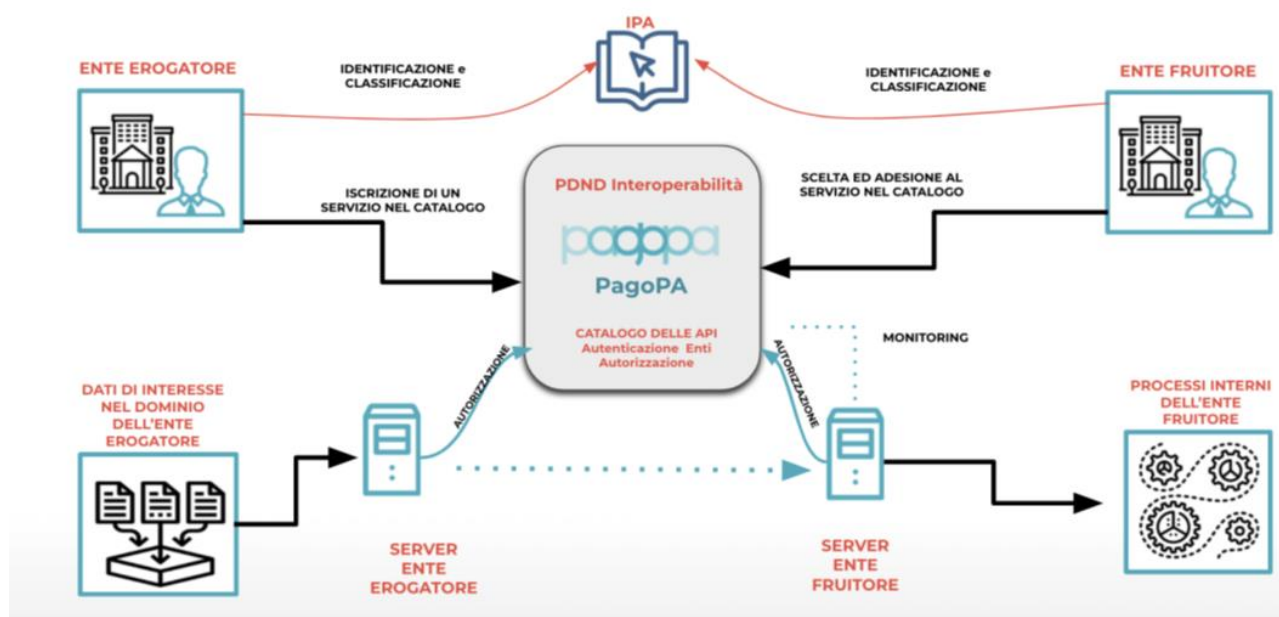 IPA
ENTE EROGATORE
IDENTIFICAZIONE e
CLASSIFICAZIONE
IDENTIFICAZIONE e
CLASSIFICAZIONE
ENTE FRUITORE
ISCRIZIONE DI UN
SERVIZIO NEL CATALOGO
PDND Interoperabilità
pagopa
PagoPA
CATALOGO DELLE API
Autenticazione Enti
Autorizzazione
SCELTA ED ADESIONE AL
SERVIZIO NEL CATALOGO
AUTORIZZAZIONE
AUTORIZZAZIONE
MONITORING
DATI DI INTERESSE
NEL DOMINIO
DELL'ENTE
EROGATORE
PROCESSI INTERNI
DELL'ENTE
FRUITORE
SERVER
ENTE
EROGATORE
SERVER
ENTE
FRUITORE